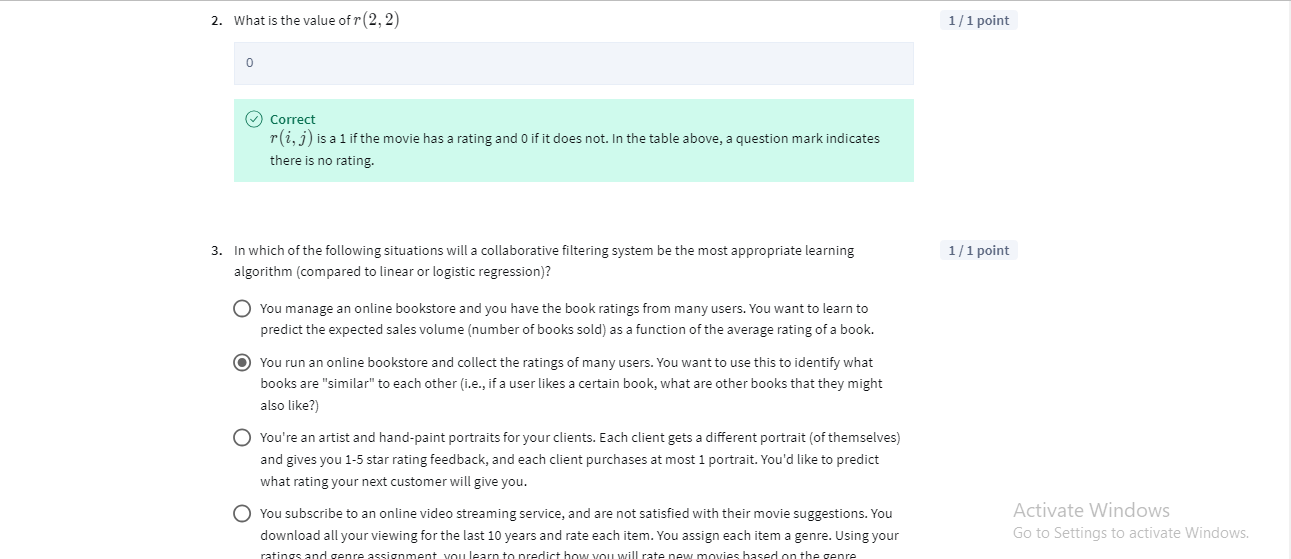 2. What is the value of r(2, 2)
1 / 1 point
0
Correct
r(i, j) is a 1 if the movie has a rating and 0 if it does not. In the table above, a question mark indicates
there is no rating.
3. In which of the following situations will a collaborative filtering system be the most appropriate learning
algorithm (compared to linear or logistic regression)?
1 / 1 point
You manage an online bookstore and you have the book ratings from many users. You want to learn to
predict the expected sales volume (number of books sold) as a function of the average rating of a book.
You run an online bookstore and collect the ratings of many users. You want to use this to identify what
books are "similar" to each other (i.e., if a user likes a certain book, what are other books that they might
also like?)
You're an artist and hand-paint portraits for your clients. Each client gets a different portrait (of themselves)
and gives you 1-5 star rating feedback, and each client purchases at most 1 portrait. You'd like to predict
what rating your next customer will give you.
You subscribe to an online video streaming service, and are not satisfied with their movie suggestions. You
download all your viewing for the last 10 years and rate each item. You assign each item a genre. Using your
ratings and genre assignment, you learn to predict how you will rate new movies based on the genre.
Activate Windows
Go to Settings to activate Windows.